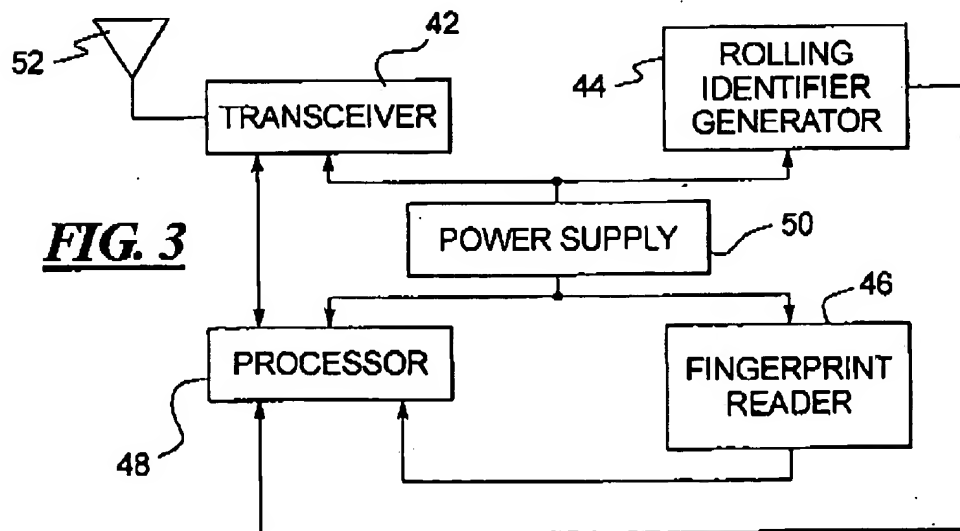 52
42
TRANSCEIVER
44
ROLLING
IDENTIFIER
GENERATOR
FIG. 3
POWER SUPPLY
50
46
PROCESSOR
FINGERPRINT
READER
48